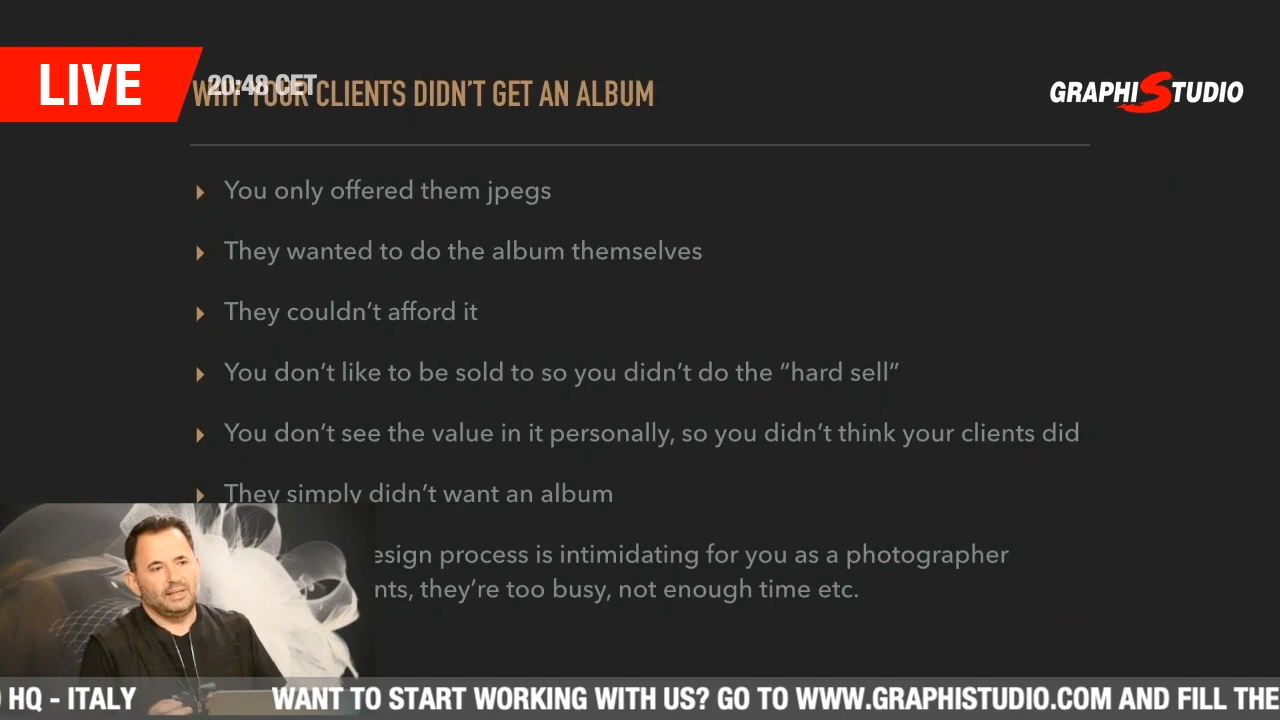 LIVE
20:48 CET
WHY YOUR CLIENTS DIDN'T GET AN ALBUM
GRAPHISTUDIO
You only offered them jpegs
They wanted to do the album themselves
They couldn't afford it
You don't like to be sold to so you didn't do the “hard sell”
You don't see the value in it personally, so you didn't think your clients did
They simply didn't want an album
esign process is intimidating for you as a photographer
nts, they're too busy, not enough time etc.
HQ - ITALY WANT TO START WORKING WITH US? GO TO WWW.GRAPHISTUDIO.COM AND FILL THE